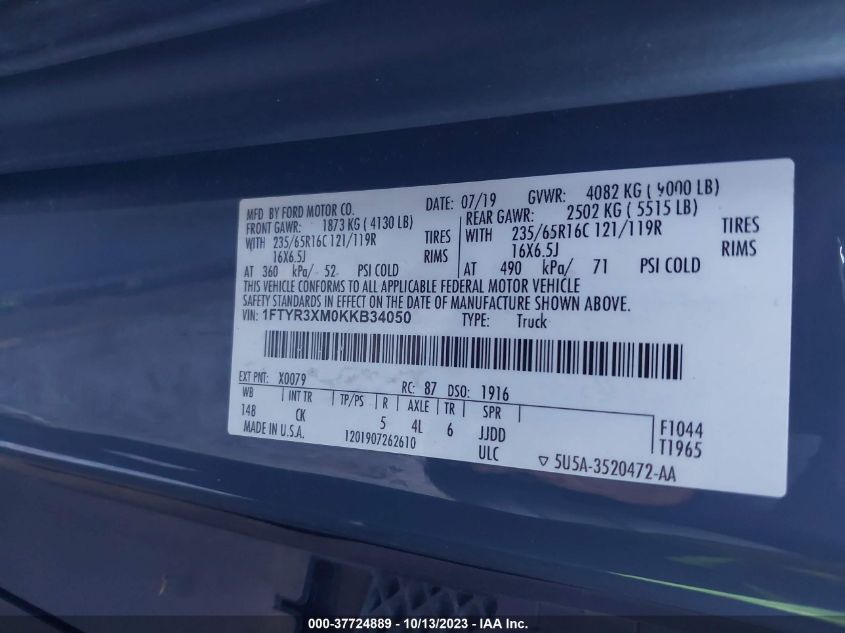 MFD BY FORD MOTOR CO. DATE: 07/19 GVWR: 4082 KG ( 9000 LB)
FRONT GAWR: 1873 KG ( 4130 LB) REAR GAWR: 2502 KG ( 5515 LB)
WITH 235/65R16C 121/119R TIRES WITH 235/65R16C 121/119R TIRES
16X6.5J RIMS 16X6.5J RIMS
AT 360 kPa/ 52 PSI COLD AT 490 kPa/ 71 PSI COLD
THIS VEHICLE CONFORMS TO ALL APPLICABLE FEDERAL MOTOR VEHICLE
SAFETY STANDARDS IN EFFECT ON THE DATE OF MANUFACTURE SHOWN ABOVE.
VIN: 1FTYR3XM0KKB34050 TYPE: Truck
EXT PNT: X0079 RC: 87 DSO: 1916
WB INT TR TP/PS R AXLE TR SPR F1044
148 CK 5 4L 6 JJDD T1965
MADE IN U.S.A. 1201907262610 ULC ▽ 5U5A-3520472-AA
000-37724889 - 10/13/2023 - IAA Inc.